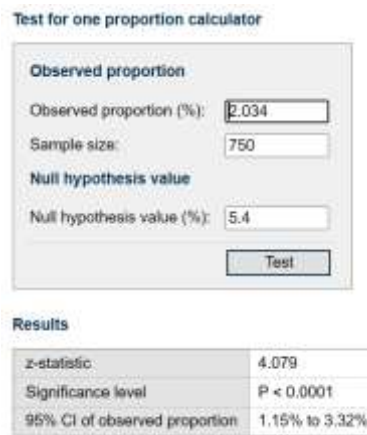 Test for one proportion calculator
Observed proportion
Observed proportion (%): 2.034
Sample size: 750
Null hypothesis value
Null hypothesis value (%): 5.4
Test
Results
z-statistic 4.079
Significance level P < 0.0001
95% CI of observed proportion 1.15% to 3.32%